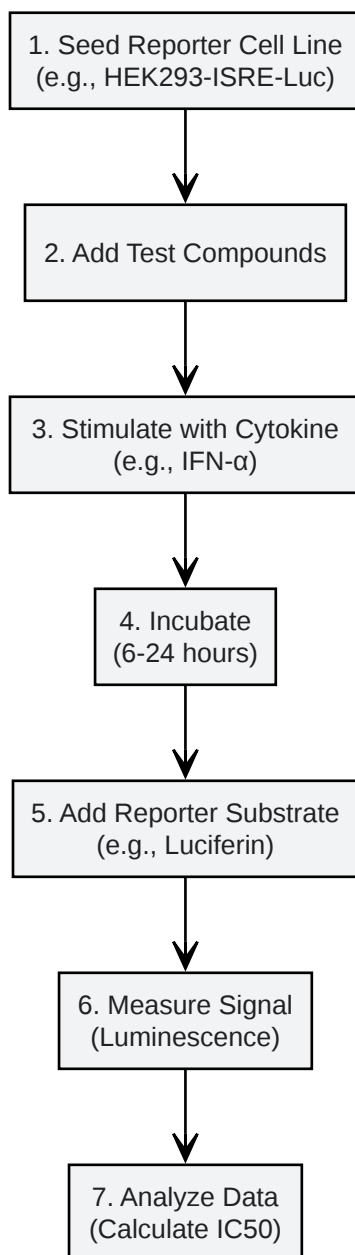 1. Seed Reporter Cell Line
(e.g., HEK293-ISRE-Luc)
2. Add Test Compounds
3. Stimulate with Cytokine
(e.g., IFN-α)
4. Incubate
(6-24 hours)
5. Add Reporter Substrate
(e.g., Luciferin)
6. Measure Signal
(Luminescence)
7. Analyze Data
(Calculate IC50)